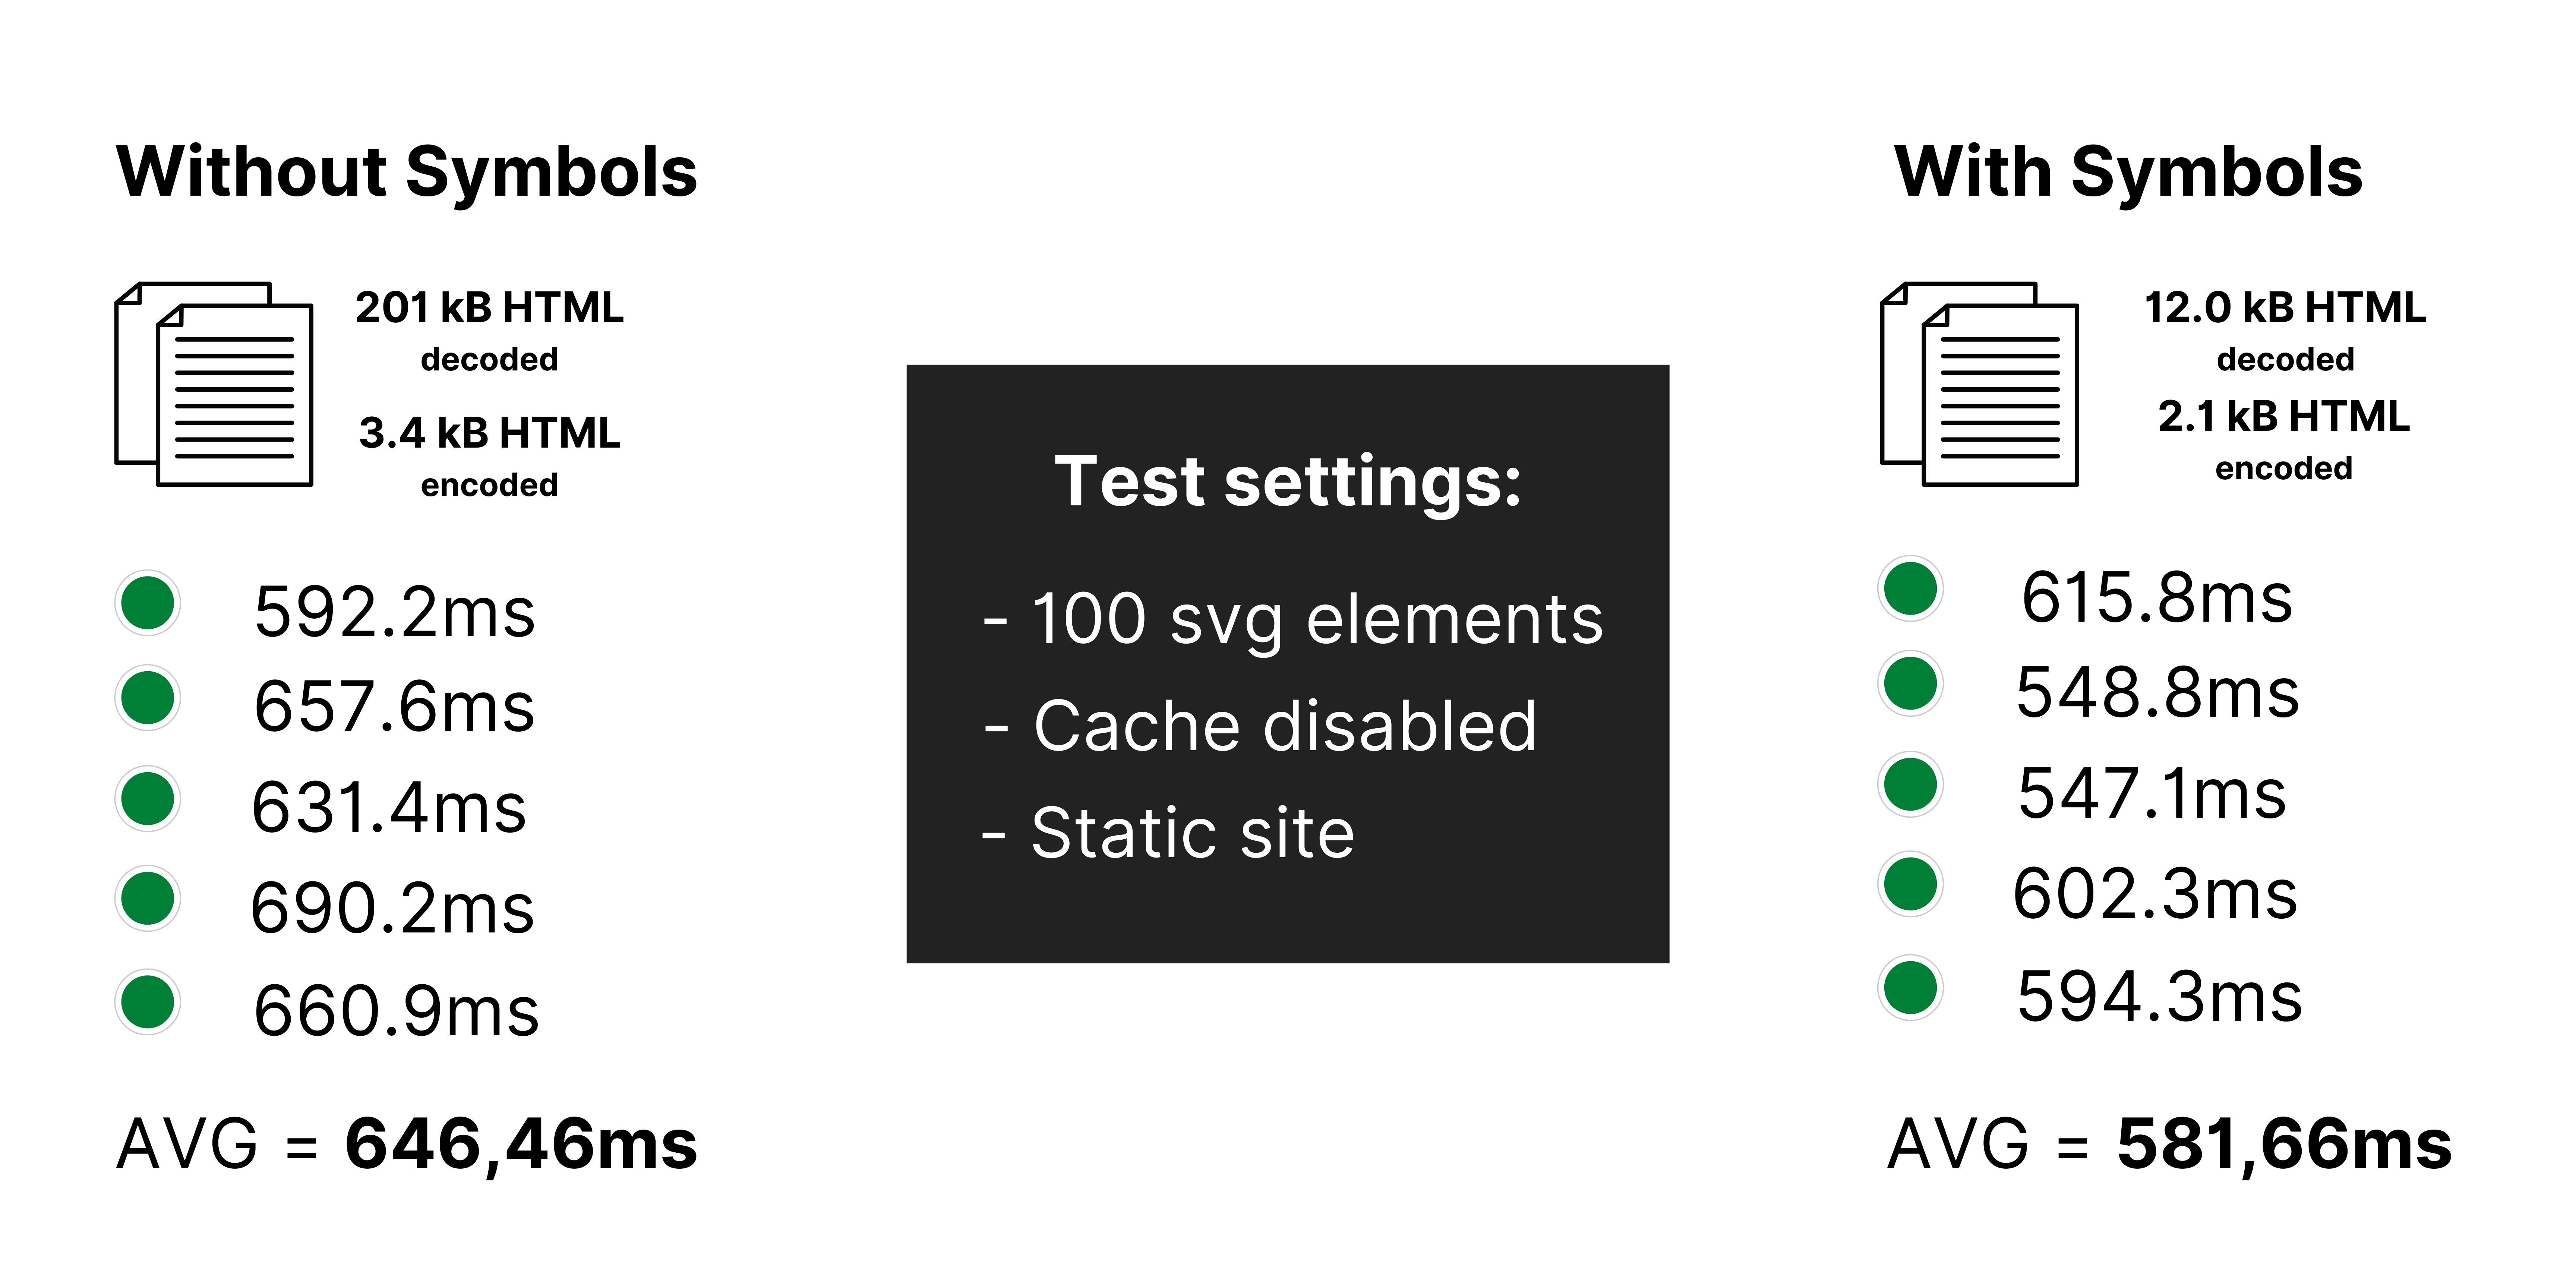 Without Symbols
201 kB HTML
decoded
3.4 kB HTML
encoded
592.2ms
657.6ms
631.4ms
690.2ms
660.9ms
AVG = 646,46ms
Test settings:
- 100 svg elements
- Cache disabled
- Static site
With Symbols
12.0 kB HTML
decoded
2.1 kB HTML
encoded
615.8ms
548.8ms
547.1ms
602.3ms
594.3ms
AVG = 581,66ms